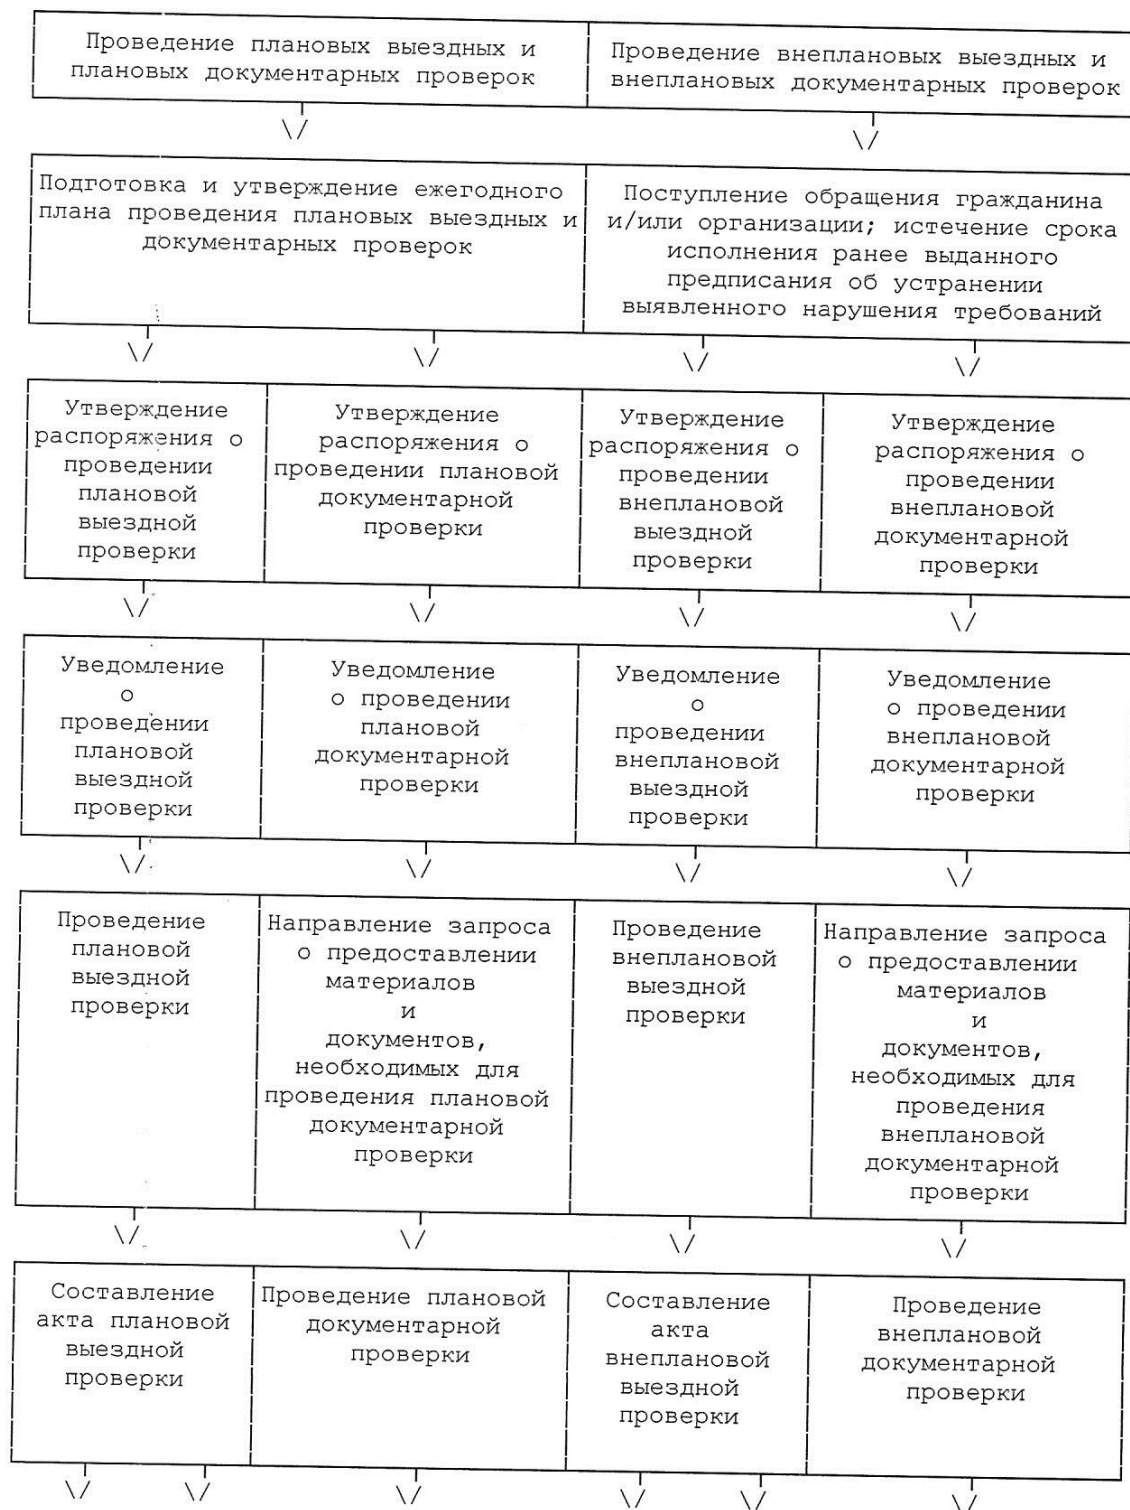 Проведение плановых выездных и
плановых документарных проверок
Проведение внеплановых выездных и
внеплановых документарных проверок
Подготовка и утверждение ежегодного
плана проведения плановых выездных и
документарных проверок
Поступление обращения гражданина
и/или организации; истечение срока
исполнения ранее выданного
предписания об устранении
выявленного нарушения требований
Утверждение
распоряжения о
проведении
плановой
выездной
проверки
Утверждение
распоряжения о
проведении плановой
документарной
проверки
Утверждение
распоряжения о
проведении
внеплановой
выездной
проверки
Утверждение
распоряжения о
проведении
внеплановой
документарной
проверки
Уведомление
о
проведении
плановой
выездной
проверки
Уведомление
о проведении
плановой
документарной
проверки
Уведомление
о
проведении
внеплановой
выездной
проверки
Уведомление
о проведении
внеплановой
документарной
проверки
Проведение
плановой
выездной
проверки
Направление запроса
о предоставлении
материалов
и
документов,
необходимых для
проведения плановой
документарной
проверки
Проведение
внеплановой
выездной
проверки
Направление запроса
о предоставлении
материалов
и
документов,
необходимых для
проведения
внеплановой
документарной
проверки
Составление
акта плановой
выездной
проверки
Проведение плановой
документарной
проверки
Составление
акта
внеплановой
выездной
проверки
Проведение
внеплановой
документарной
проверки